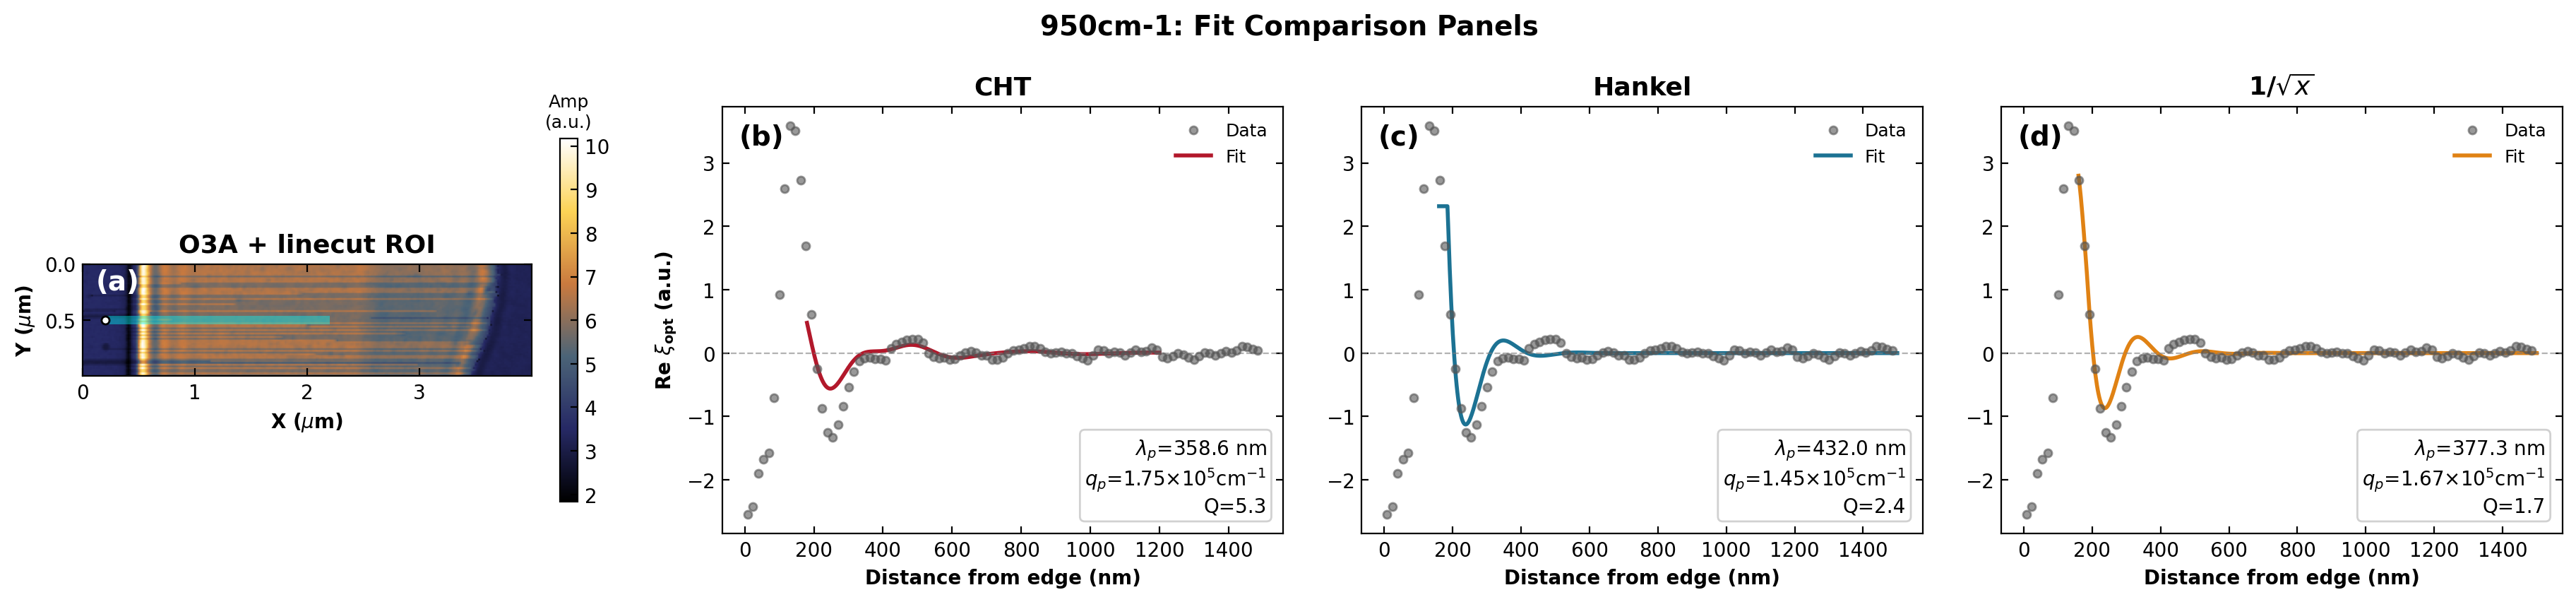 950cm-1: Fit Comparison Panels
O3A + linecut ROI
(a)
0.0
0.5
Y (μm)
0 1 2 3
X (μm)
Amp
(a.u.)
10
9
8
7
6
5
4
3
2
CHT
(b)
Data
Fit
3
2
1
0
−1
−2
Re ξopt (a.u.)
λp=358.6 nm
qp=1.75×10⁵cm⁻¹
Q=5.3
0 200 400 600 800 1000 1200 1400
Distance from edge (nm)
Hankel
(c)
Data
Fit
3
2
1
0
−1
−2
λp=432.0 nm
qp=1.45×10⁵cm⁻¹
Q=2.4
0 200 400 600 800 1000 1200 1400
Distance from edge (nm)
1/√x
(d)
Data
Fit
3
2
1
0
−1
−2
λp=377.3 nm
qp=1.67×10⁵cm⁻¹
Q=1.7
0 200 400 600 800 1000 1200 1400
Distance from edge (nm)